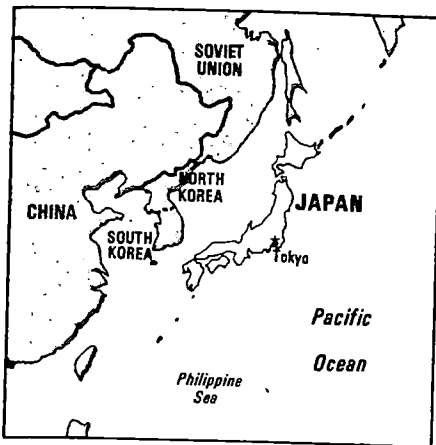 SOVIET
UNION
NORTH
KOREA
CHINA
JAPAN
SOUTH
KOREA
Tokyo
Pacific
Ocean
Philippine
Sea